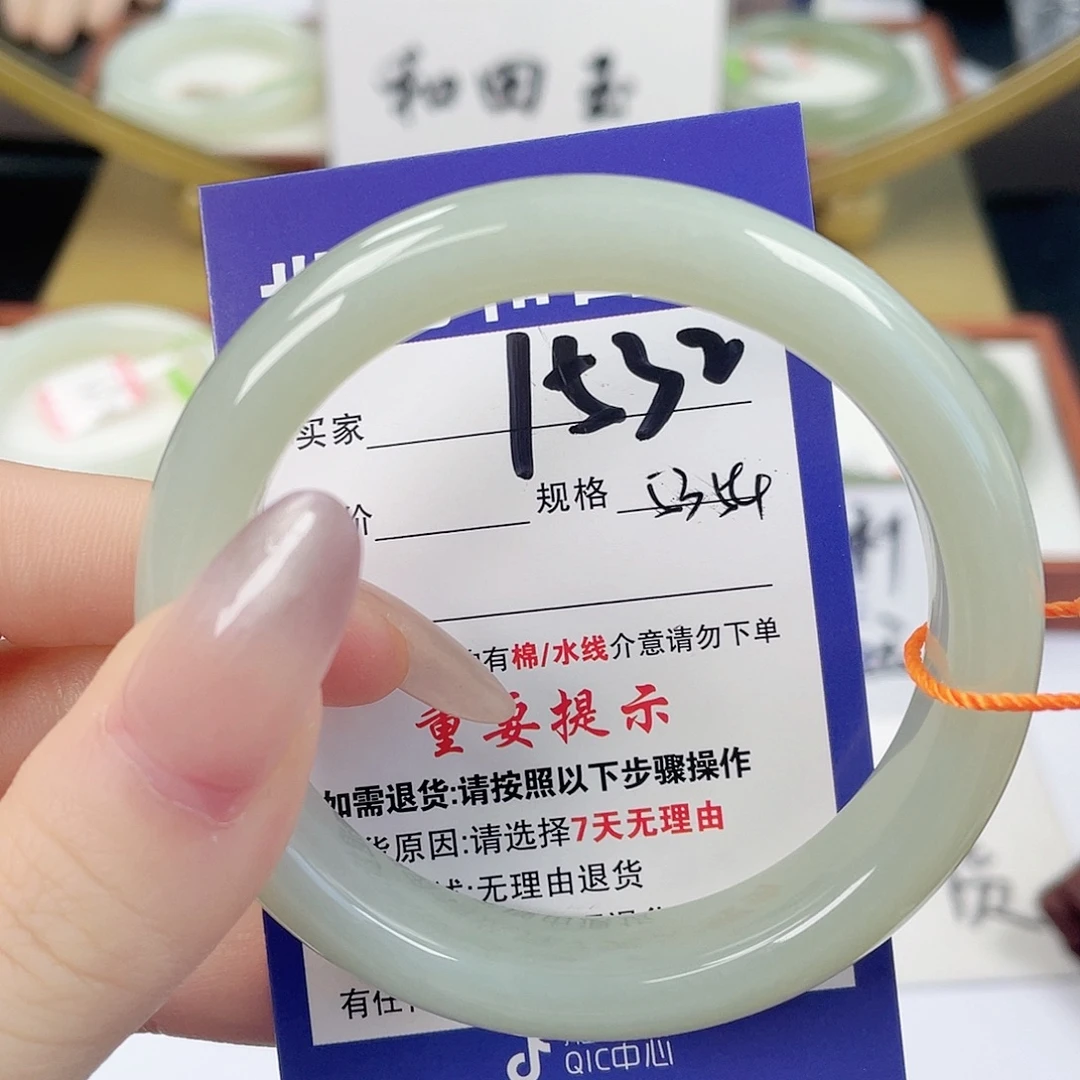 和田玉
1532
买家
价 规格
有棉/水线介意请勿下单
重要提示
如需退货:请按照以下步骤操作
货原因:请选择7天无理由
述:无理由退货
有任
QIC中心